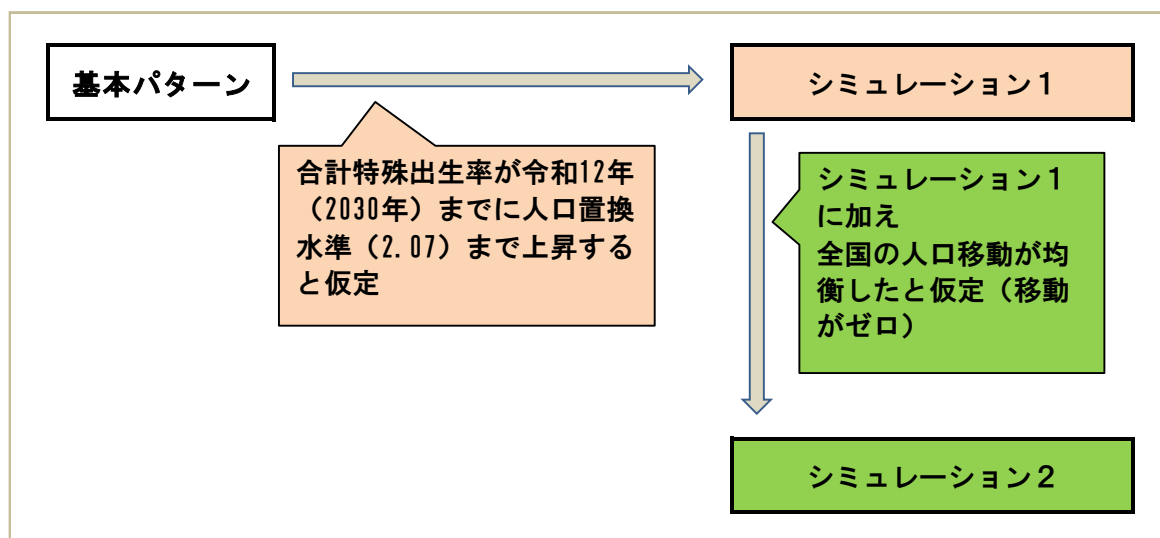 基本パターン
シミュレーション１
合計特殊出生率が令和12年
（2030年）までに人口置換
水準（2.07）まで上昇する
と仮定
シミュレーション１
に加え
全国の人口移動が均
衡したと仮定（移動
がゼロ）
シミュレーション２